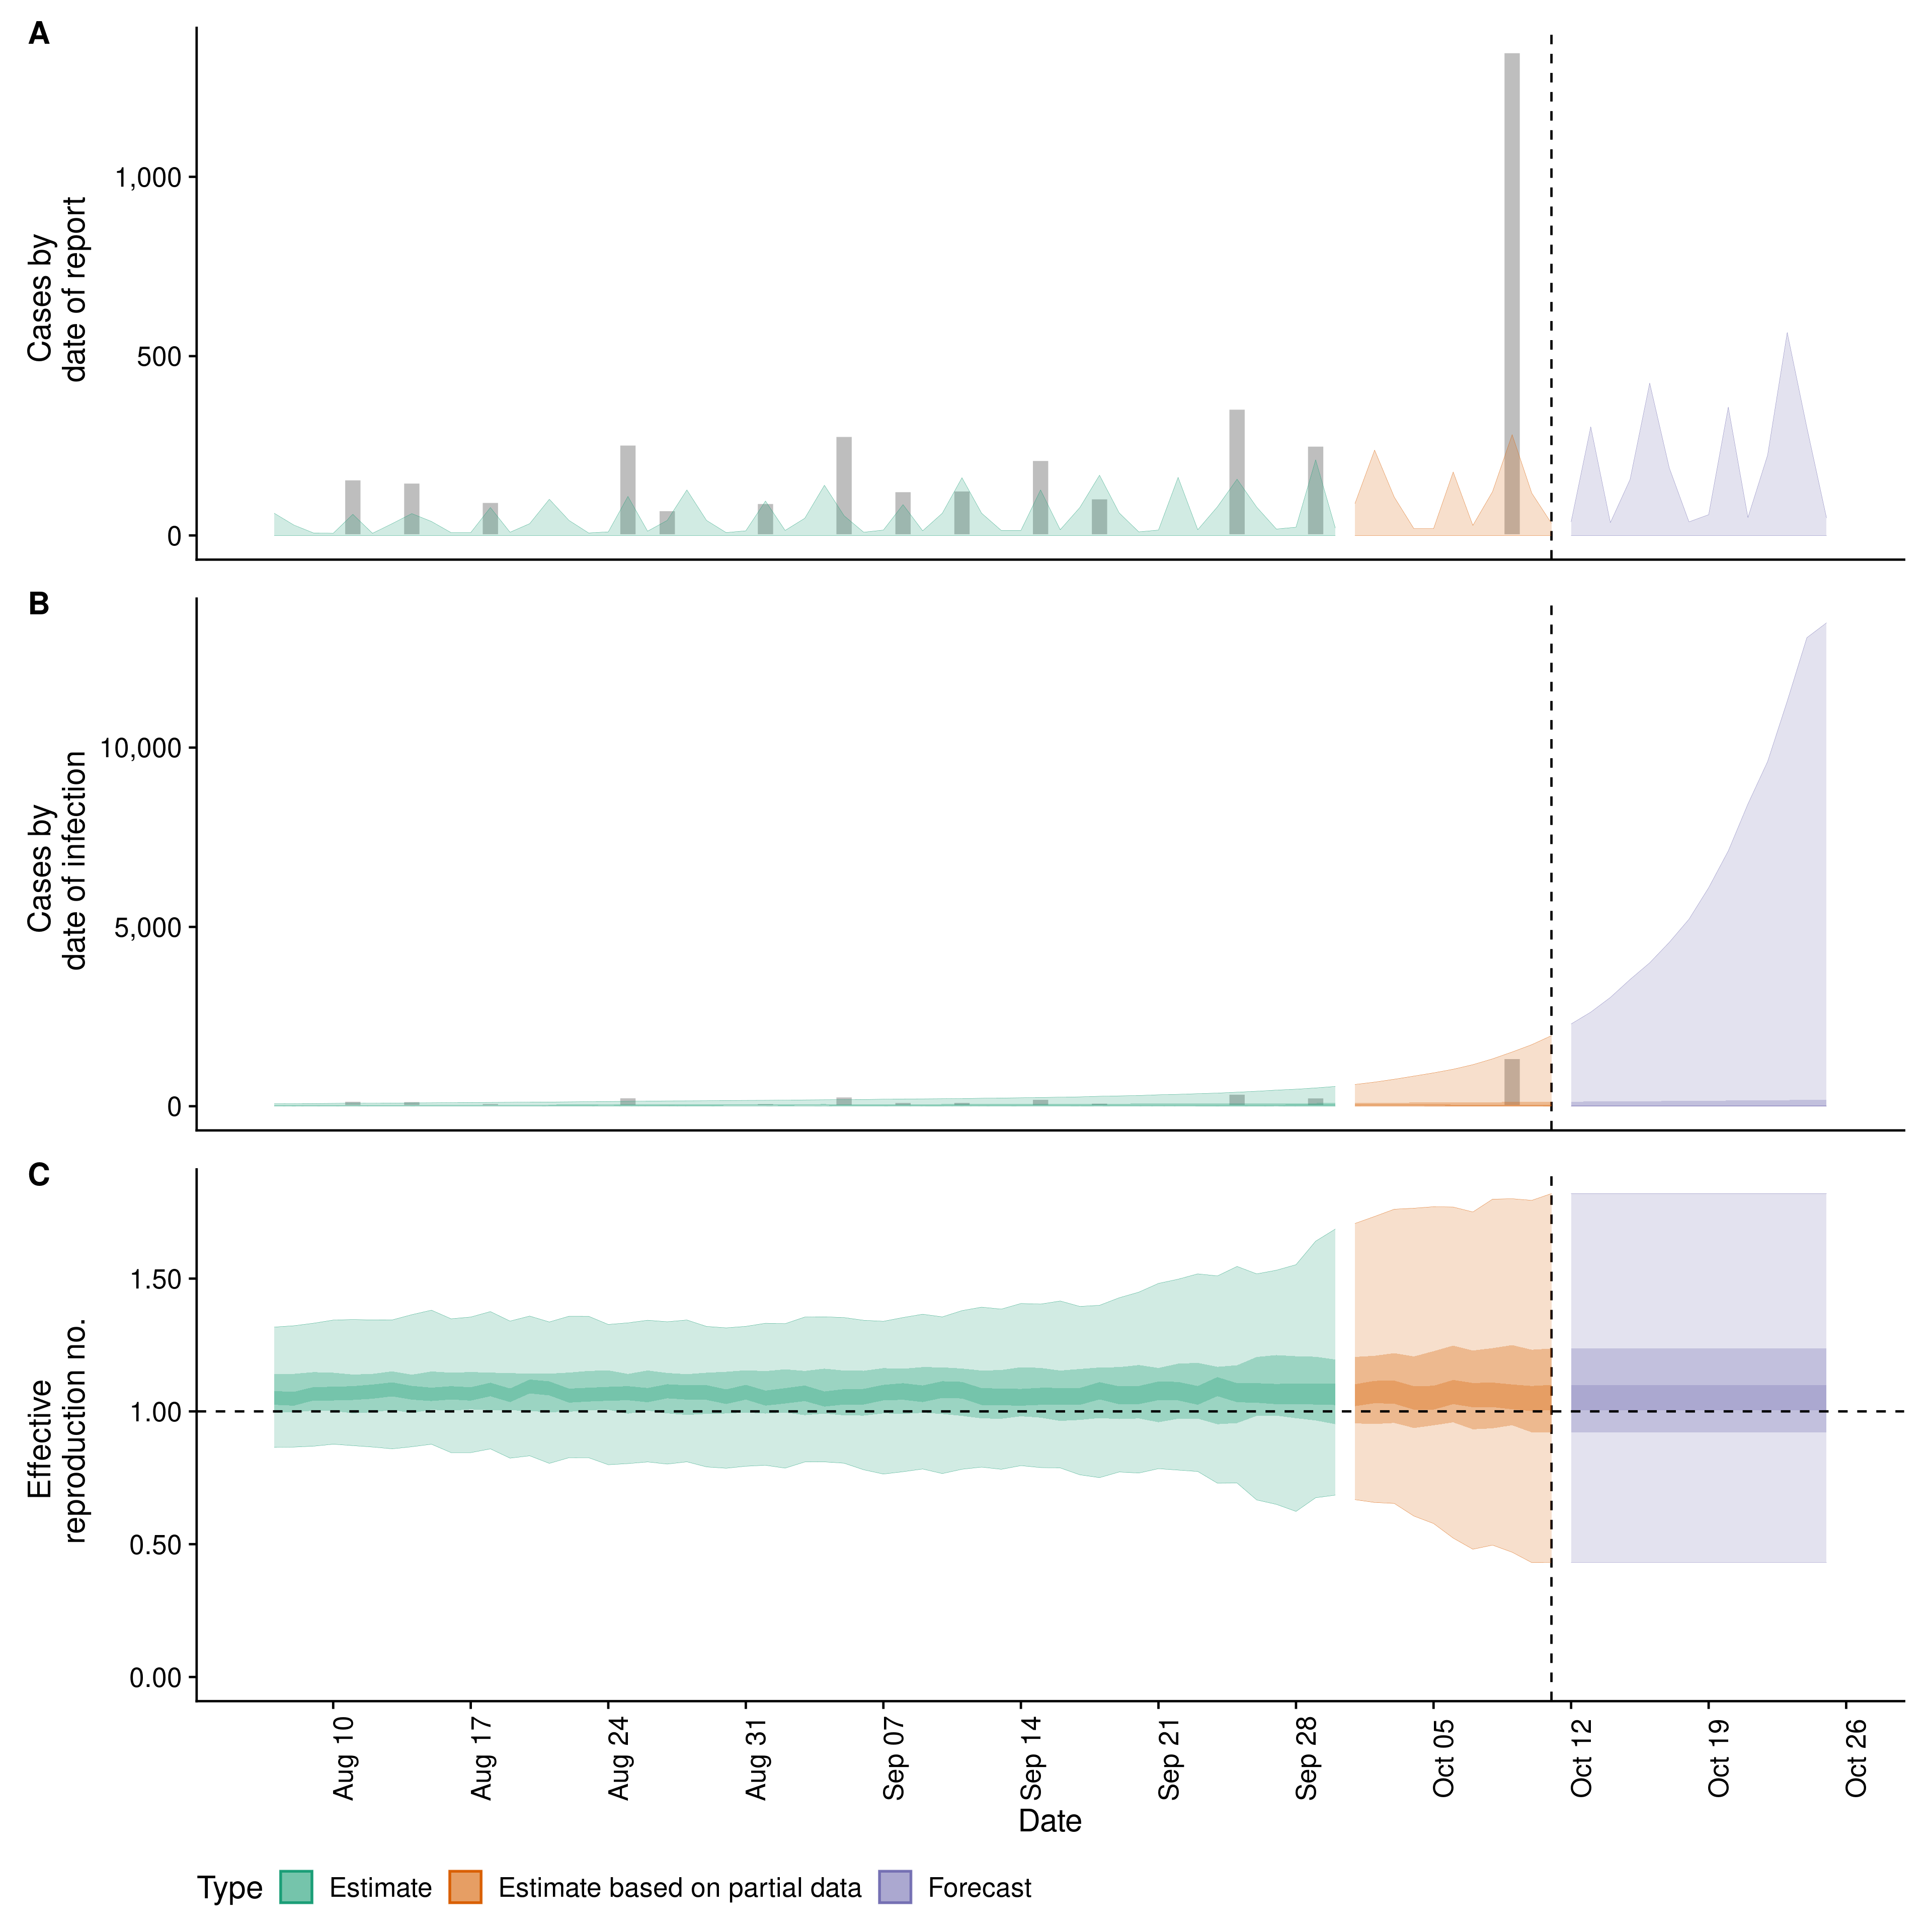 A
Cases by
date of report
1,000
500
0
B
Cases by
date of infection
10,000
5,000
0
C
Effective
reproduction no.
1.50
1.00
0.50
0.00
Aug 10
Aug 17
Aug 24
Aug 31
Sep 07
Sep 14
Sep 21
Sep 28
Oct 05
Oct 12
Oct 19
Oct 26
Date
Type Estimate Estimate based on partial data Forecast